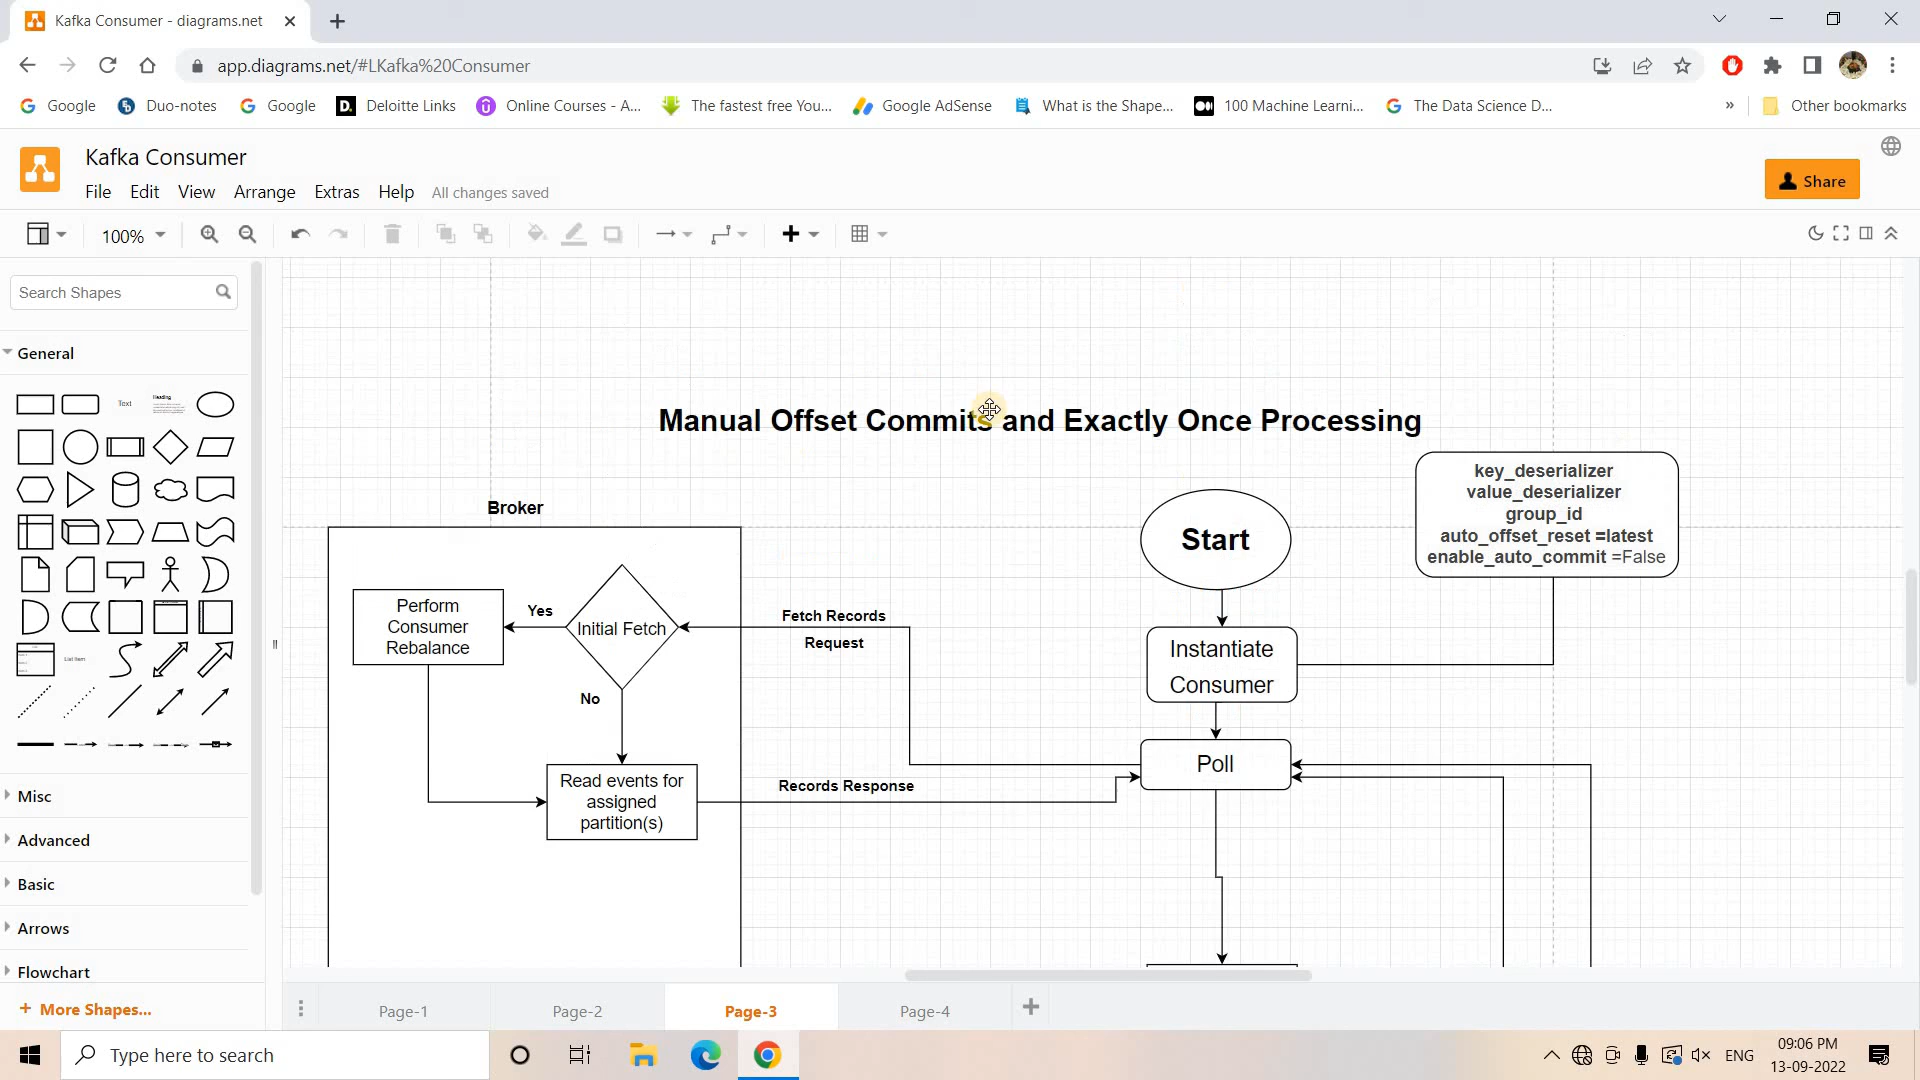 Kafka Consumer - diagrams.net
app.diagrams.net/#LKafka%20Consumer
Google
Duo-notes
Google
Deloitte Links
Online Courses - A...
The fastest free You...
Google AdSense
What is the Shape...
100 Machine Learni...
The Data Science D...
»
Other bookmarks
Kafka Consumer
File Edit View Arrange Extras Help All changes saved
Share
100%
Search Shapes
General
Text
Heading
List Item
Misc
Advanced
Basic
Arrows
Flowchart
+ More Shapes...
Manual Offset Commits and Exactly Once Processing
key_deserializer
value_deserializer
group_id
auto_offset_reset =latest
enable_auto_commit =False
Broker
Start
Perform
Consumer
Rebalance
Yes
Initial Fetch
Fetch Records
Request
Instantiate
Consumer
No
Poll
Read events for
assigned
partition(s)
Records Response
Page-1
Page-2
Page-3
Page-4
Type here to search
ENG
09:06 PM
13-09-2022